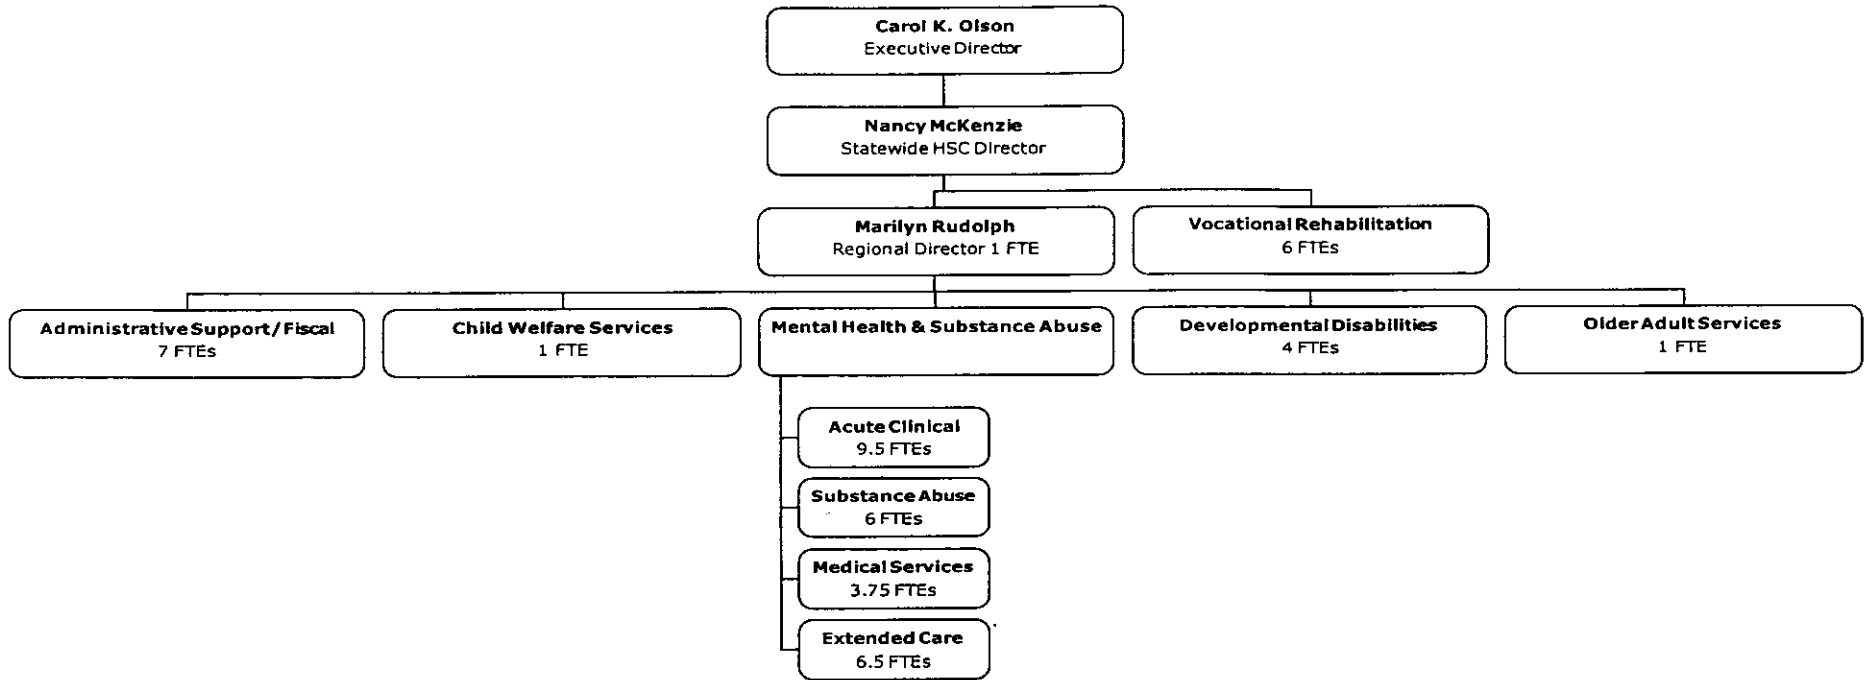 Carol K. Olson
Executive Director
Nancy McKenzie
Statewide HSC Director
Marilyn Rudolph
Regional Director 1 FTE
Vocational Rehabilitation
6 FTEs
Administrative Support/Fiscal
7 FTEs
Child Welfare Services
1 FTE
Mental Health & Substance Abuse
Developmental Disabilities
4 FTEs
Older Adult Services
1 FTE
Acute Clinical
9.5 FTEs
Substance Abuse
6 FTEs
Medical Services
3.75 FTEs
Extended Care
6.5 FTEs